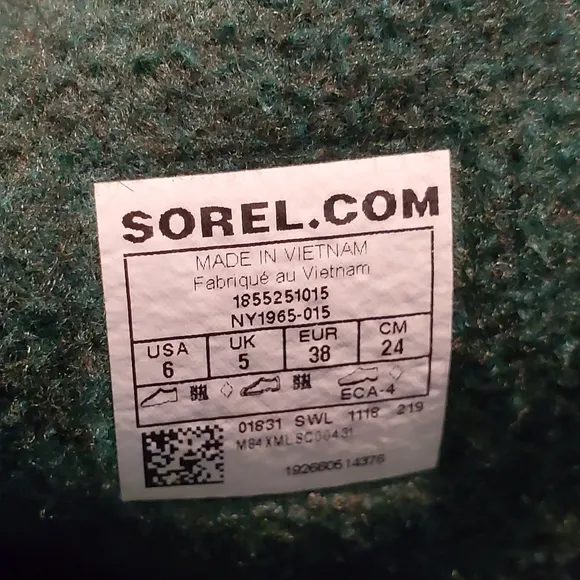 SOREL.COM
MADE IN VIETNAM
Fabriqué au Vietnam
1855251015
NY1965-015
USA 6 UK 5 EUR 38 CM 24
ECA-4
01831 SWL 1118 219
192660514376